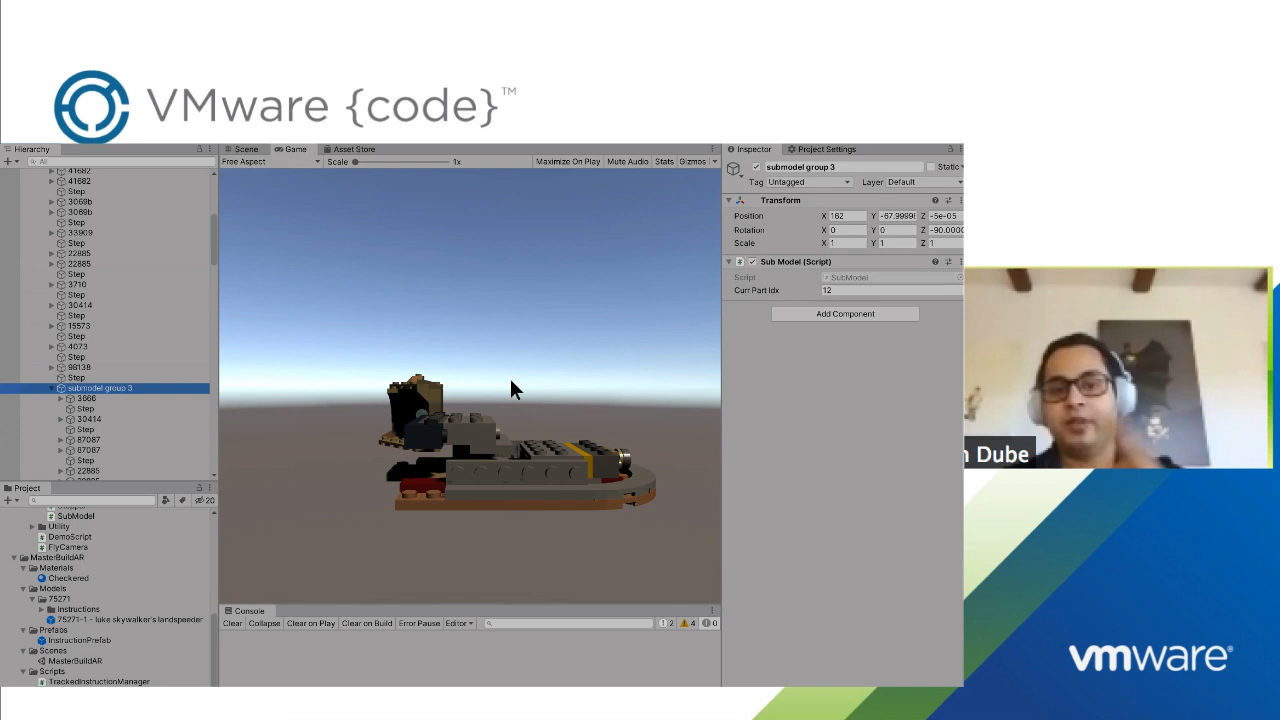 VMware {code}™
Hierarchy
All
41682
41682
Step
3069b
3069b
Step
33909
Step
22885
22885
Step
3710
Step
30414
Step
15573
Step
4073
Step
98138
Step
submodel group 3
3666
Step
30414
Step
87087
87087
Step
22885
Scene Game Asset Store
Free Aspect Scale 1x Maximize On Play Mute Audio Stats Gizmos
Inspector Project Settings
submodel group 3 Static
Tag Untagged Layer Default
Transform
Position X 162 Y -67.9999 Z -5e-05
Rotation X 0 Y 0 Z -90.0000
Scale X 1 Y 1 Z 1
Sub Model (Script)
Script SubModel
Curr Part Idx 12
Add Component
n Dube
Project
20
SubModel
Utility
DemoScript
FlyCamera
MasterBuildAR
Materials
Checkered
Models
75271
Instructions
75271-1 - luke skywalker's landspeeder
Prefabs
InstructionPrefab
Scenes
MasterBuildAR
Scripts
TrackedInstructionManager
Console
Clear Collapse Clear on Play Clear on Build Error Pause Editor 2 4 0
vmware®